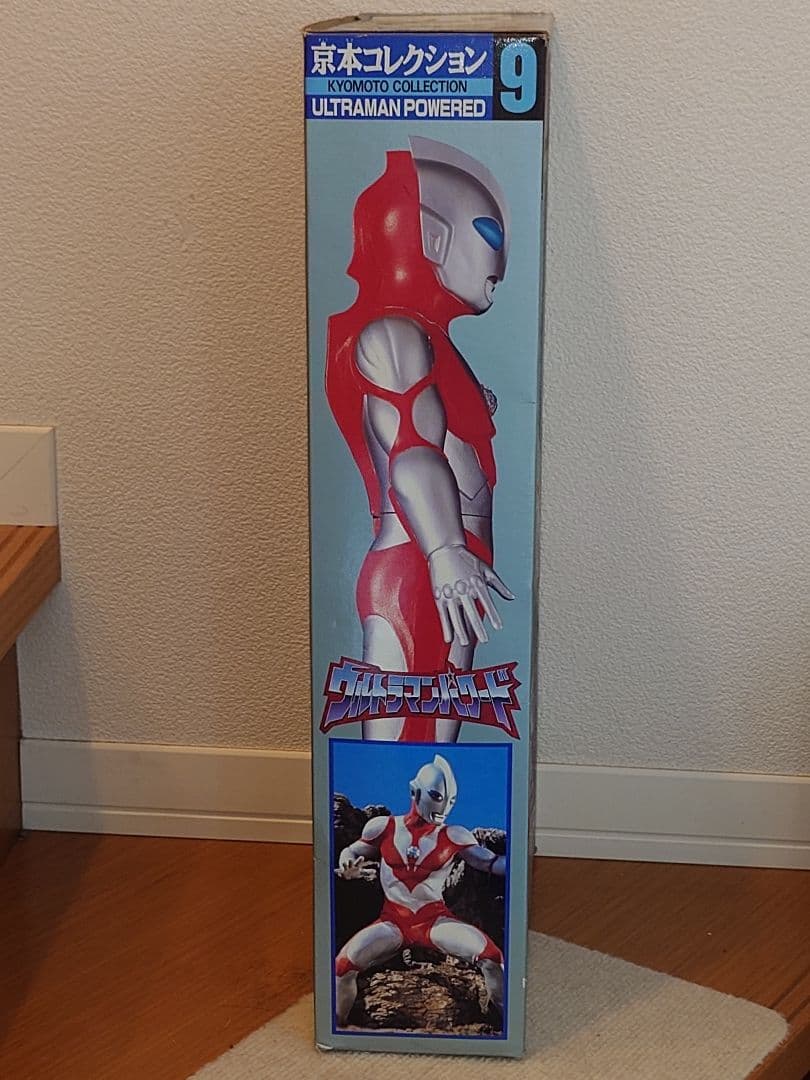 京本コレクション
KYOMOTO COLLECTION
ULTRAMAN POWERED
9
ウルトラマンパワード